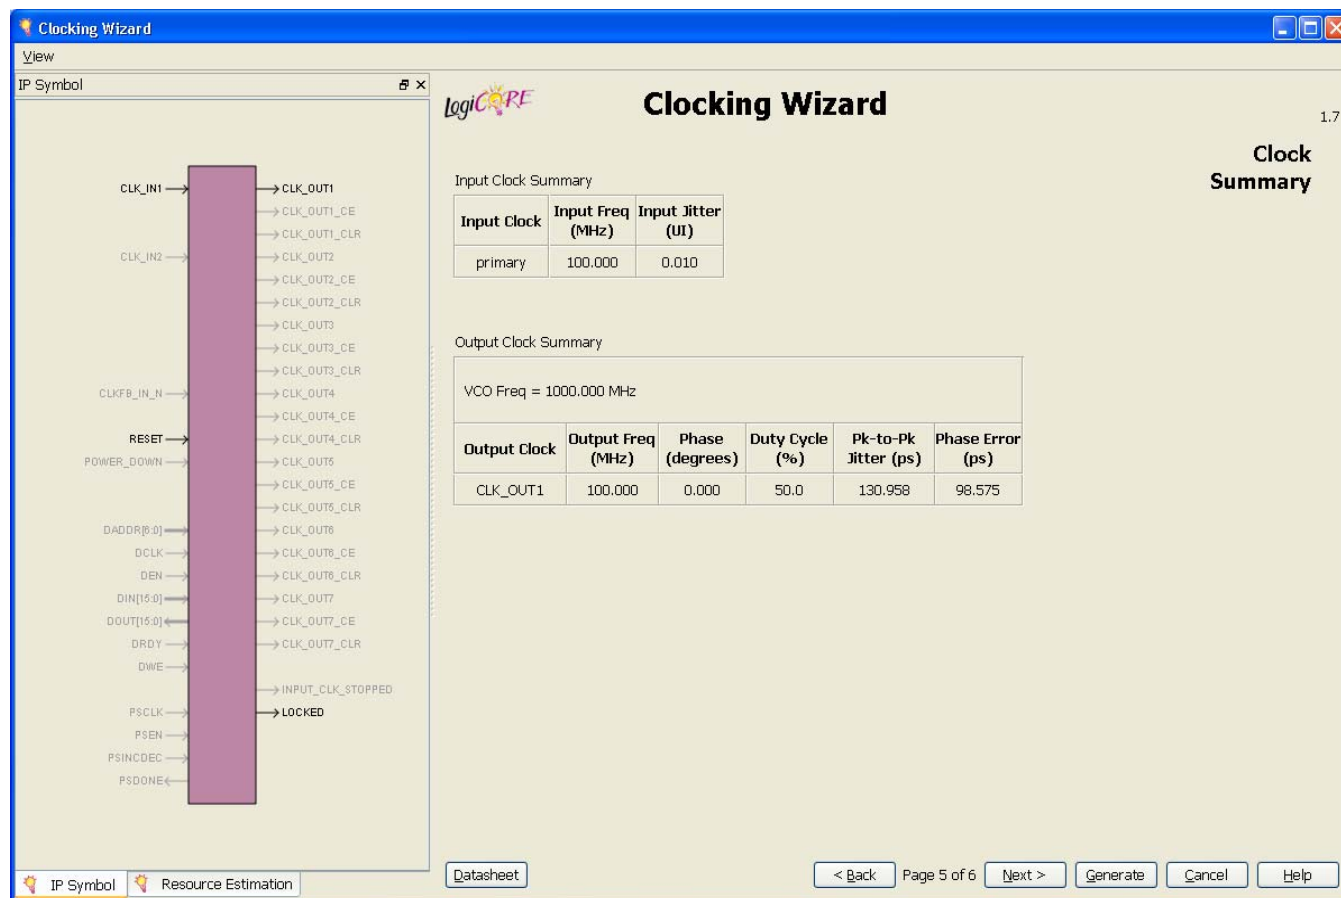 Clocking Wizard
View
IP Symbol
CLK_IN1
CLK_IN2
CLKFB_IN_N
RESET
POWER_DOWN
DADDR[6:0]
DCLK
DEN
DIN[15:0]
DOUT[15:0]
DRDY
DWE
PSCLK
PSEN
PSINCDEC
PSDONE
CLK_OUT1
CLK_OUT1_CE
CLK_OUT1_CLR
CLK_OUT2
CLK_OUT2_CE
CLK_OUT2_CLR
CLK_OUT3
CLK_OUT3_CE
CLK_OUT3_CLR
CLK_OUT4
CLK_OUT4_CE
CLK_OUT4_CLR
CLK_OUT5
CLK_OUT5_CE
CLK_OUT5_CLR
CLK_OUT6
CLK_OUT6_CE
CLK_OUT6_CLR
CLK_OUT7
CLK_OUT7_CE
CLK_OUT7_CLR
INPUT_CLK_STOPPED
LOCKED
IP Symbol
Resource Estimation
LogiCORE
Clocking Wizard
1.7
Clock
Summary
Input Clock Summary
Input Clock Input Freq (MHz) Input Jitter (UI)
primary 100.000 0.010
Output Clock Summary
VCO Freq = 1000.000 MHz
Output Clock Output Freq (MHz) Phase (degrees) Duty Cycle (%) Pk-to-Pk Jitter (ps) Phase Error (ps)
CLK_OUT1 100.000 0.000 50.0 130.958 98.575
Datasheet
< Back Page 5 of 6 Next > Generate Cancel Help